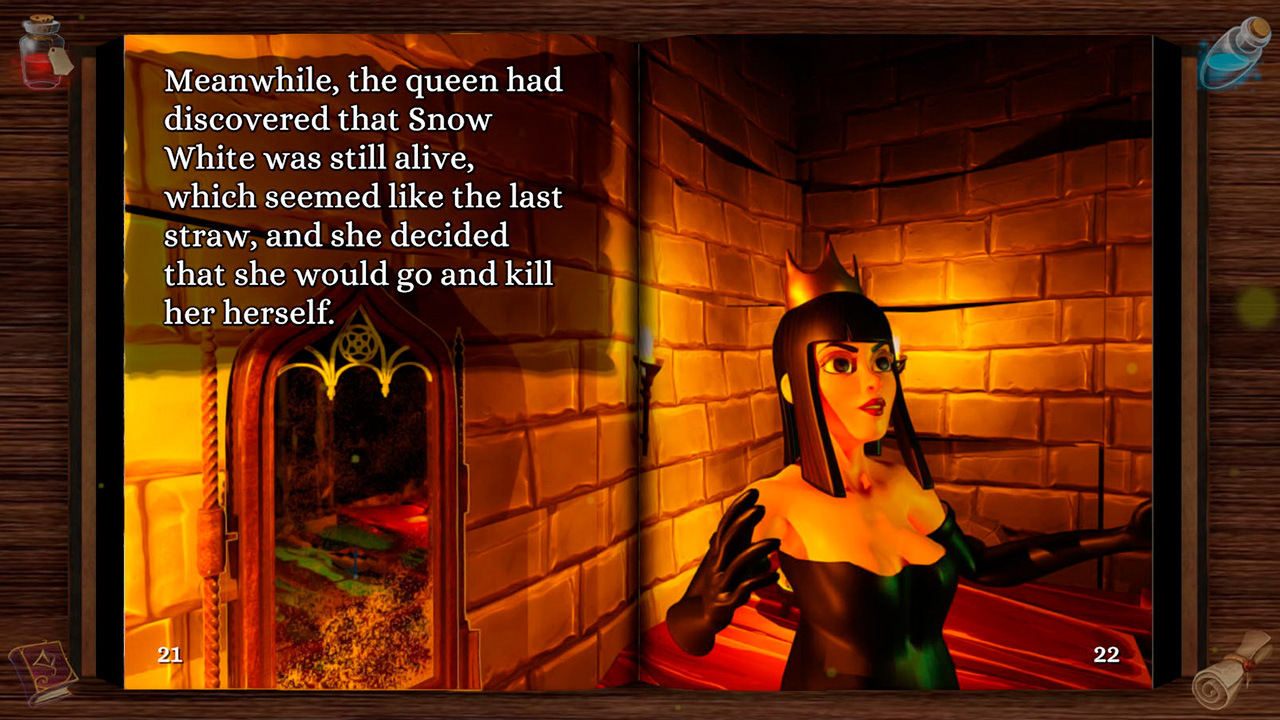 Meanwhile, the queen had
discovered that Snow
White was still alive,
which seemed like the last
straw, and she decided
that she would go and kill
her herself.
21
22